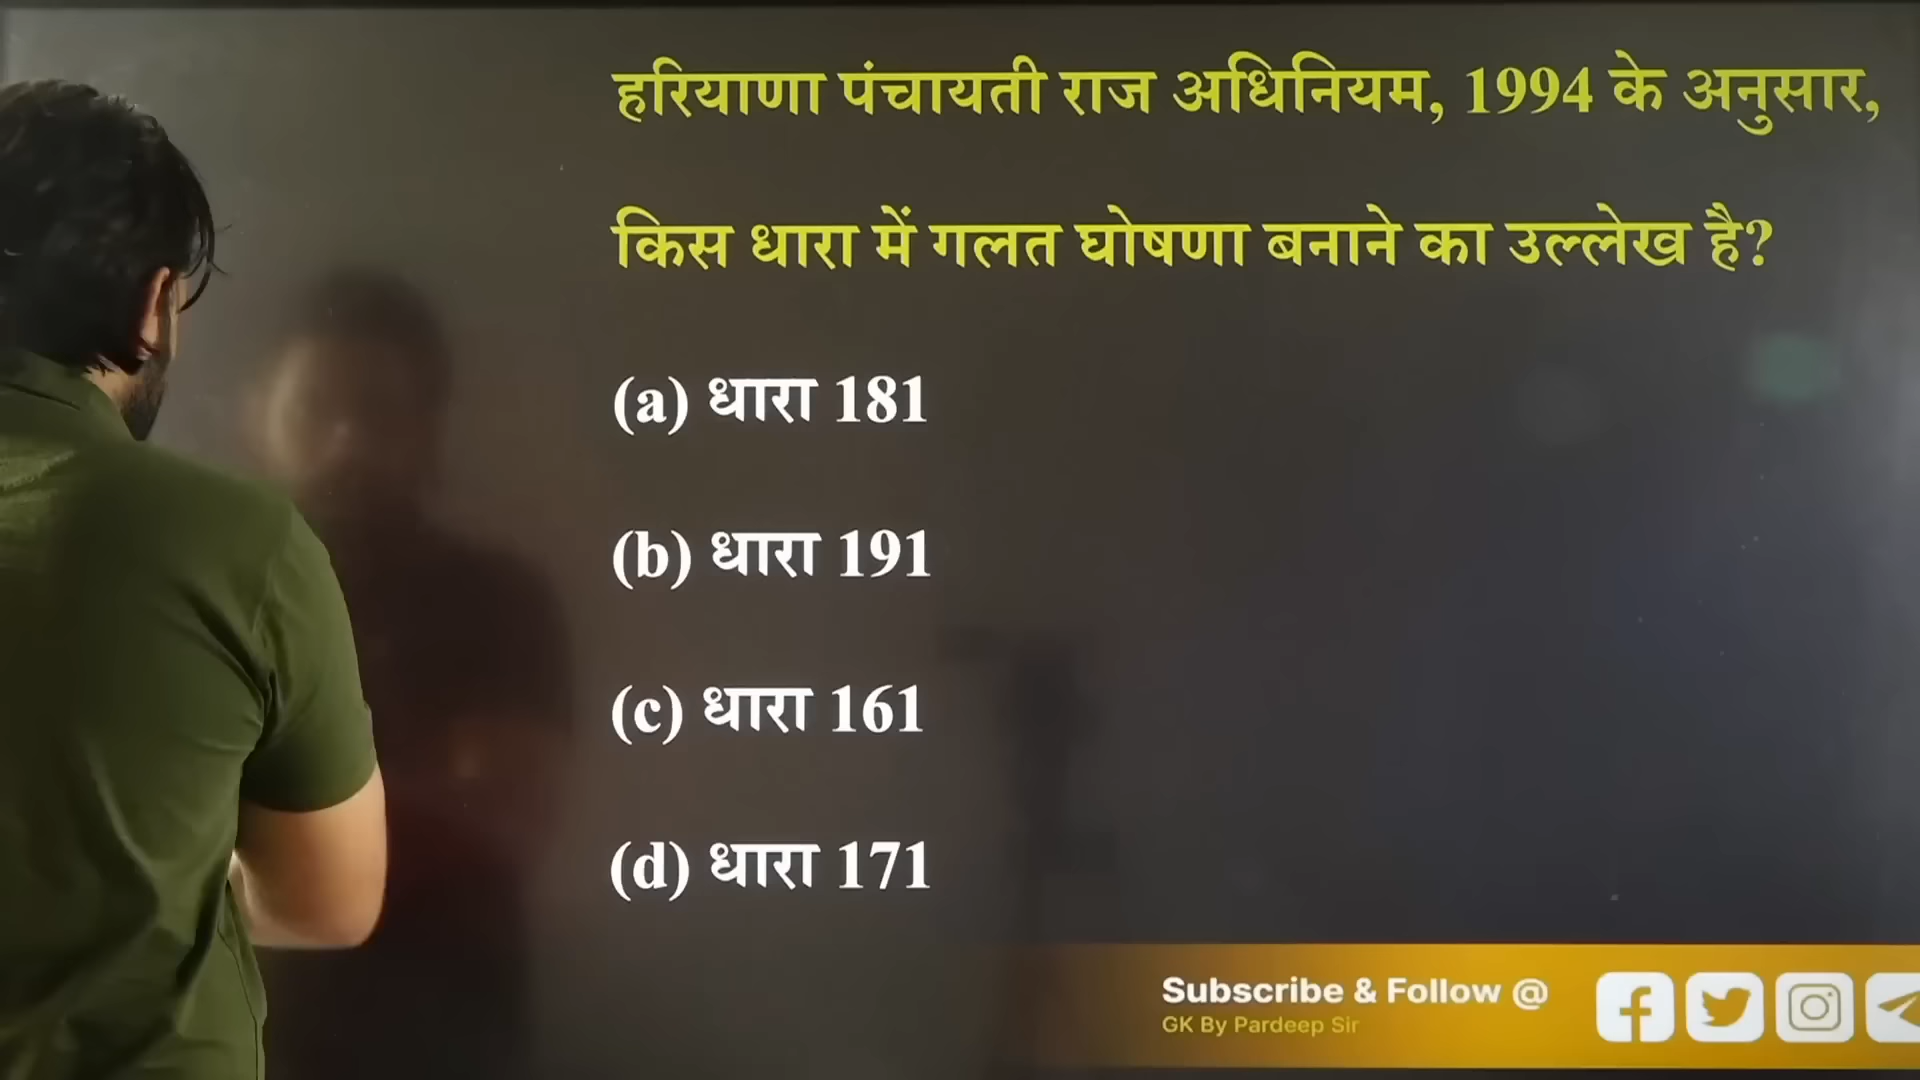 हरियाणा पंचायती राज अधिनियम, 1994 के अनुसार,
किस धारा में गलत घोषणा बनाने का उल्लेख है?
(a) धारा 181
(b) धारा 191
(c) धारा 161
(d) धारा 171
Subscribe & Follow @
GK By Pardeep Sir